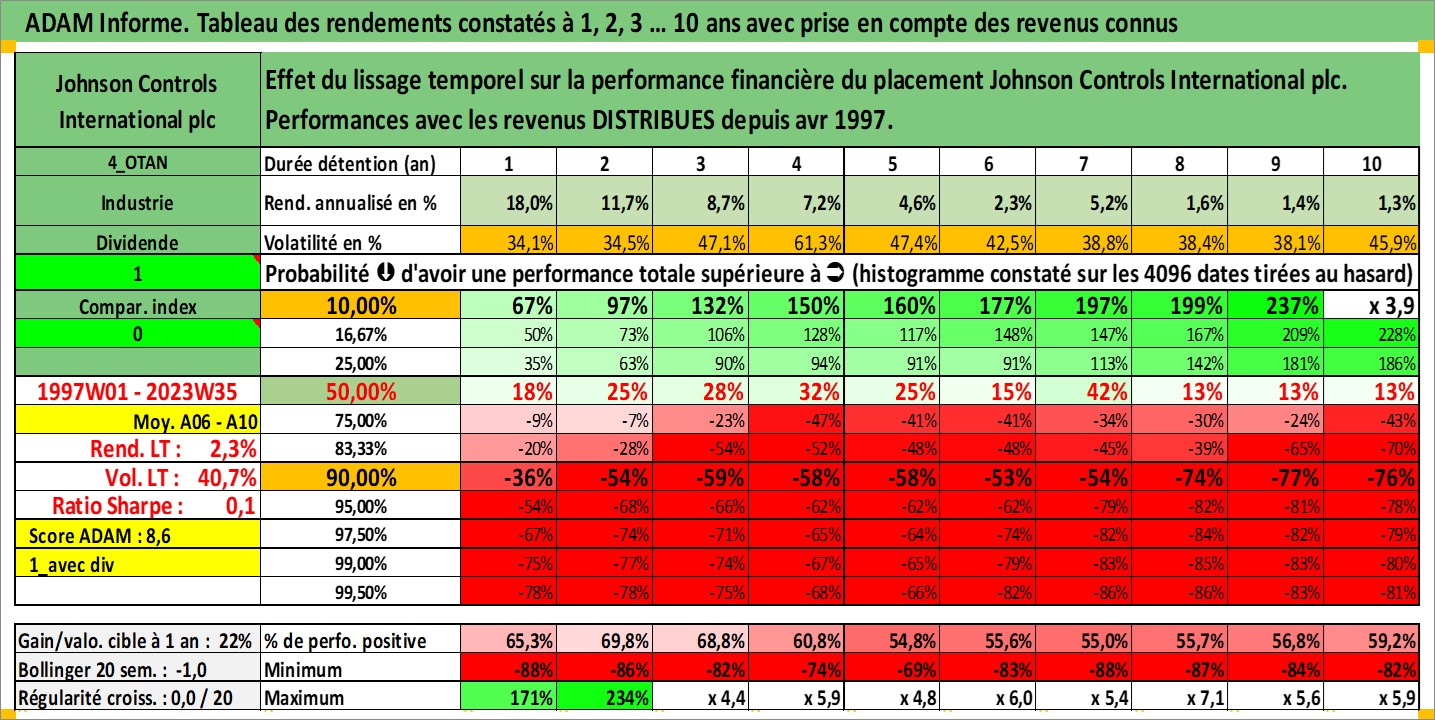 ADAM Informe. Tableau des rendements constatés à 1, 2, 3 ... 10 ans avec prise en compte des revenus connus
Johnson Controls International plc
Effet du lissage temporel sur la performance financière du placement Johnson Controls International plc.
Performances avec les revenus DISTRIBUES depuis avr 1997.
4_OTAN Durée détention (an) 1 2 3 4 5 6 7 8 9 10
Industrie Rend. annualisé en % 18,0% 11,7% 8,7% 7,2% 4,6% 2,3% 5,2% 1,6% 1,4% 1,3%
Dividende Volatilité en % 34,1% 34,5% 47,1% 61,3% 47,4% 42,5% 38,8% 38,4% 38,1% 45,9%
1 Probabilité ⬇ d'avoir une performance totale supérieure à ➲ (histogramme constaté sur les 4096 dates tirées au hasard)
Compar. index 10,00% 67% 97% 132% 150% 160% 177% 197% 199% 237% x 3,9
0 16,67% 50% 73% 106% 128% 117% 148% 147% 167% 209% 228%
25,00% 35% 63% 90% 94% 91% 91% 113% 142% 181% 186%
1997W01 - 2023W35 50,00% 18% 25% 28% 32% 25% 15% 42% 13% 13% 13%
Moy. A06 - A10 75,00% -9% -7% -23% -47% -41% -41% -34% -30% -24% -43%
Rend. LT : 2,3% 83,33% -20% -28% -54% -52% -48% -48% -45% -39% -65% -70%
Vol. LT : 40,7% 90,00% -36% -54% -59% -58% -58% -53% -54% -74% -77% -76%
Ratio Sharpe : 0,1 95,00% -54% -68% -66% -62% -62% -62% -79% -82% -81% -78%
Score ADAM : 8,6 97,50% -67% -74% -71% -65% -64% -74% -82% -84% -82% -79%
1_avec div 99,00% -75% -77% -74% -67% -65% -79% -83% -85% -83% -80%
99,50% -78% -78% -75% -68% -66% -82% -86% -86% -83% -81%
Gain/valo. cible à 1 an : 22% % de perfo. positive 65,3% 69,8% 68,8% 60,8% 54,8% 55,6% 55,0% 55,7% 56,8% 59,2%
Bollinger 20 sem. : -1,0 Minimum -88% -86% -82% -74% -69% -83% -88% -87% -84% -82%
Régularité croiss. : 0,0 / 20 Maximum 171% 234% x 4,4 x 5,9 x 4,8 x 6,0 x 5,4 x 7,1 x 5,6 x 5,9